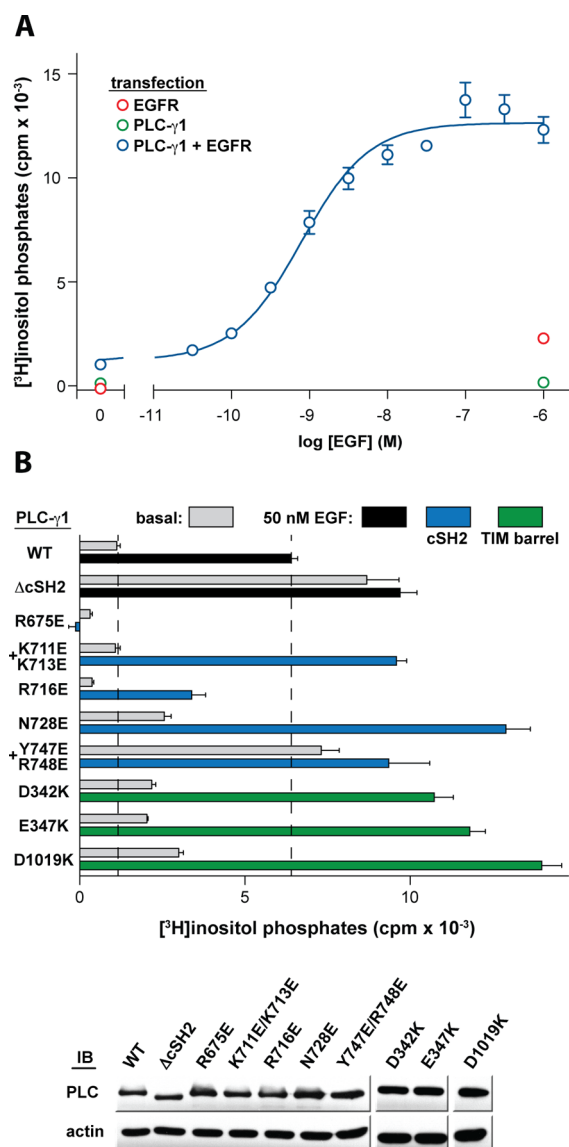 A
[³H]inositol phosphates (cpm x 10⁻³)
15
10
5
0
transfection
EGFR
PLC-γ1
PLC-γ1 + EGFR
0 -11 -10 -9 -8 -7 -6
log [EGF] (M)
B
PLC-γ1 basal: 50 nM EGF: cSH2 TIM barrel
WT
ΔcSH2
R675E
+K711E
K713E
R716E
N728E
+Y747E
R748E
D342K
E347K
D1019K
0 5 10
[³H]inositol phosphates (cpm x 10⁻³)
IB WT ΔcSH2 R675E K711E/K713E R716E N728E Y747E/R748E D342K E347K D1019K
PLC
actin